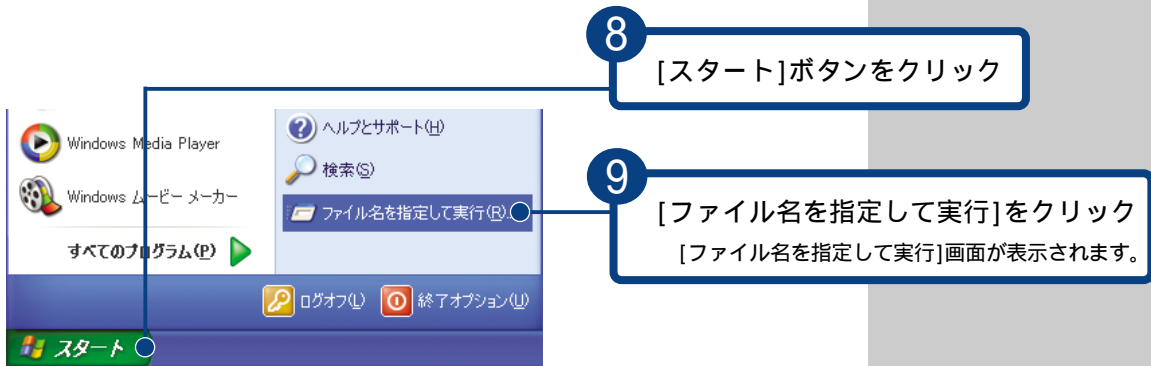 8
[スタート]ボタンをクリック
Windows Media Player
ヘルプとサポート(H)
検索(S)
Windows ムービー メーカー
ファイル名を指定して実行(R)...
9
[ファイル名を指定して実行]をクリック
[ファイル名を指定して実行]画面が表示されます。
すべてのプログラム(P)
ログオフ(L)
終了オプション(U)
スタート